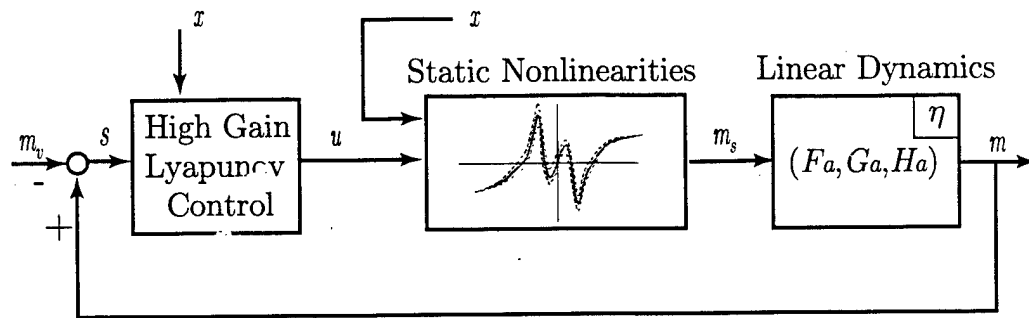 x
x
Static Nonlinearities
Linear Dynamics
m_v
-
+
s
High Gain
Lyapunov
Control
u
m_s
η
(Fa, Ga, Ha)
m